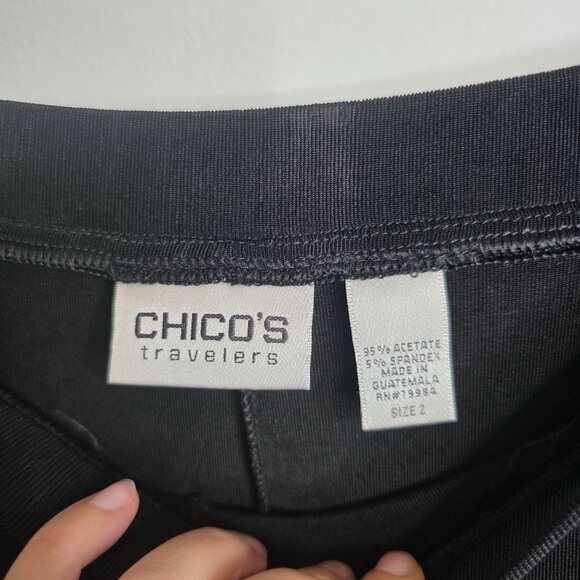 CHICO'S
travelers
95% ACETATE
5% SPANDEX
MADE IN
GUATEMALA
RN#79984
SIZE 2